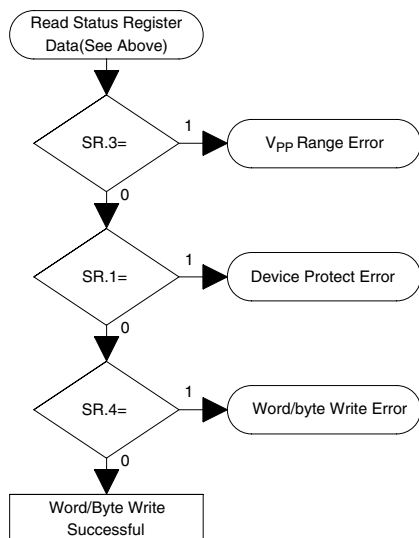 Read Status Register
Data(See Above)
SR.3=
1
VPP Range Error
0
SR.1=
1
Device Protect Error
0
SR.4=
1
Word/byte Write Error
0
Word/Byte Write
Successful